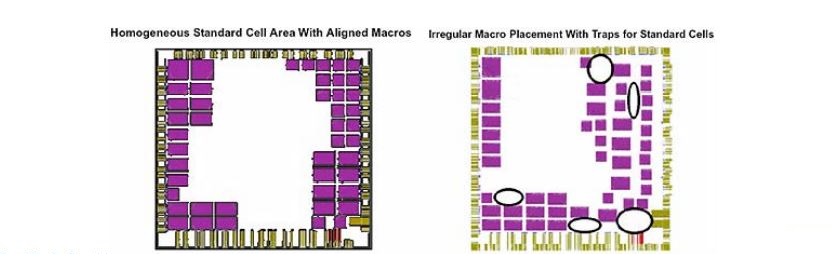 Homogeneous Standard Cell Area With Aligned Macros
Irregular Macro Placement With Traps for Standard Cells